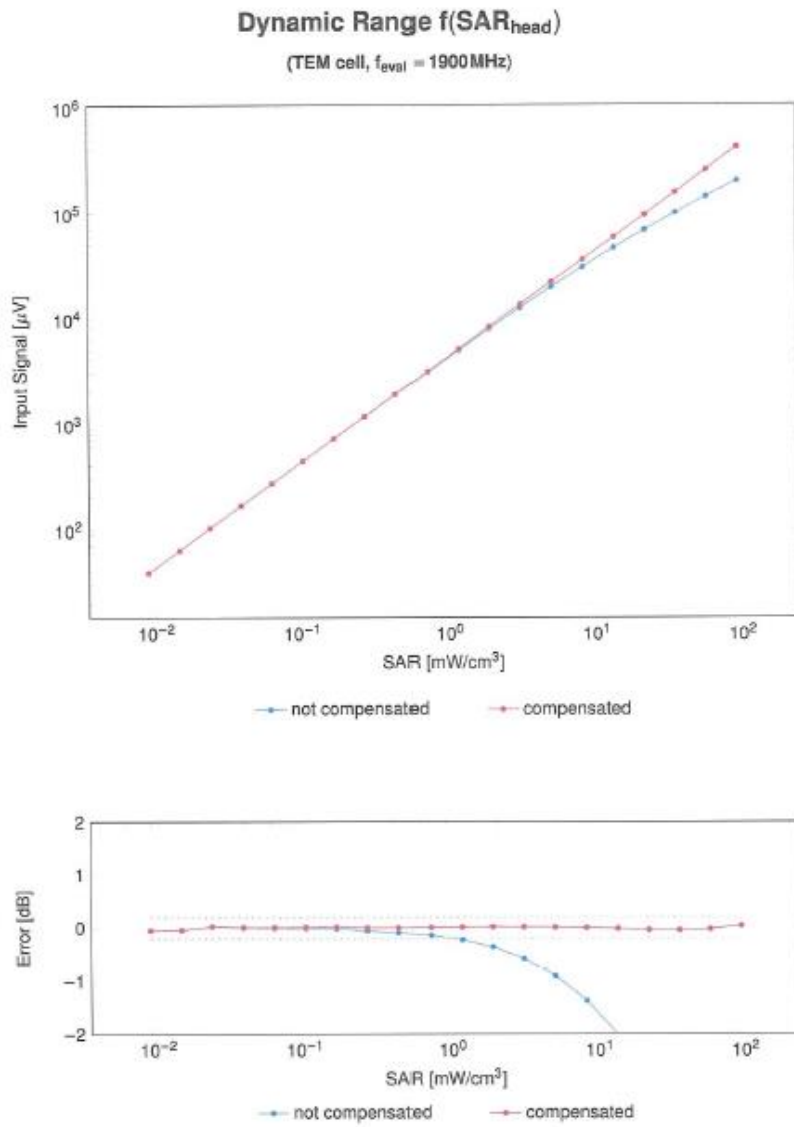 Dynamic Range f(SAR_head)
(TEM cell, f_eval = 1900 MHz)
10^6
10^5
10^4
10^3
10^2
Input Signal [µV]
10^-2 10^-1 10^0 10^1 10^2
SAR [mW/cm³]
not compensated compensated
2
1
0
-1
-2
Error [dB]
10^-2 10^-1 10^0 10^1 10^2
SAR [mW/cm³]
not compensated compensated